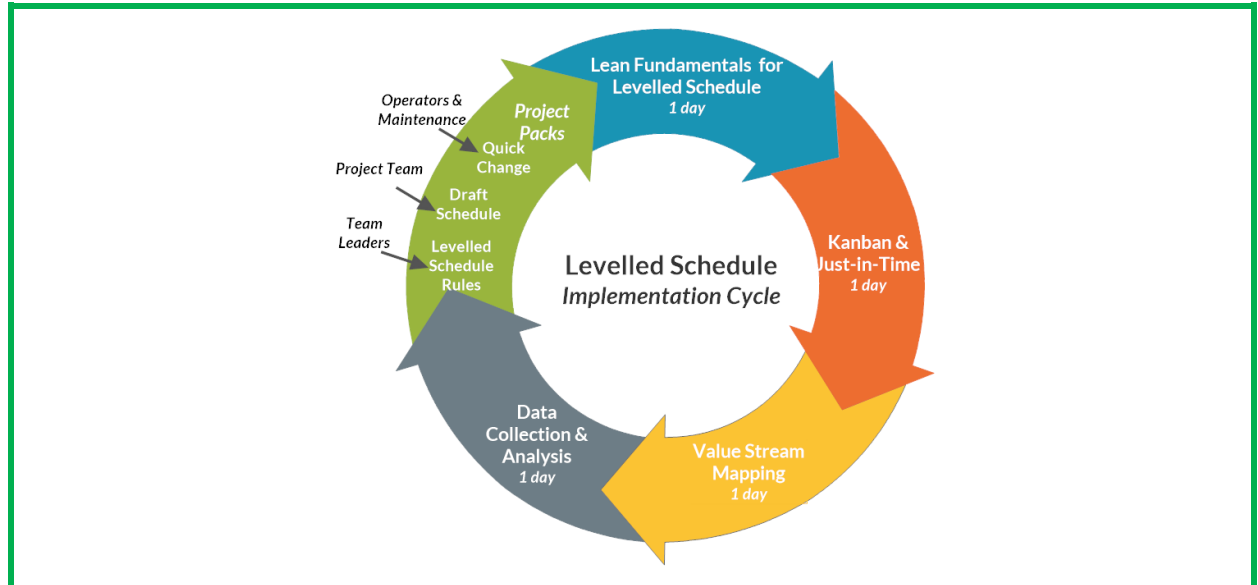 Lean Fundamentals for
Levelled Schedule
1 day
Kanban &
Just-in-Time
1 day
Value Stream
Mapping
1 day
Data
Collection &
Analysis
1 day
Project
Packs
Operators &
Maintenance
Quick
Change
Project Team
Draft
Schedule
Team
Leaders
Levelled
Schedule
Rules
Levelled Schedule
Implementation Cycle